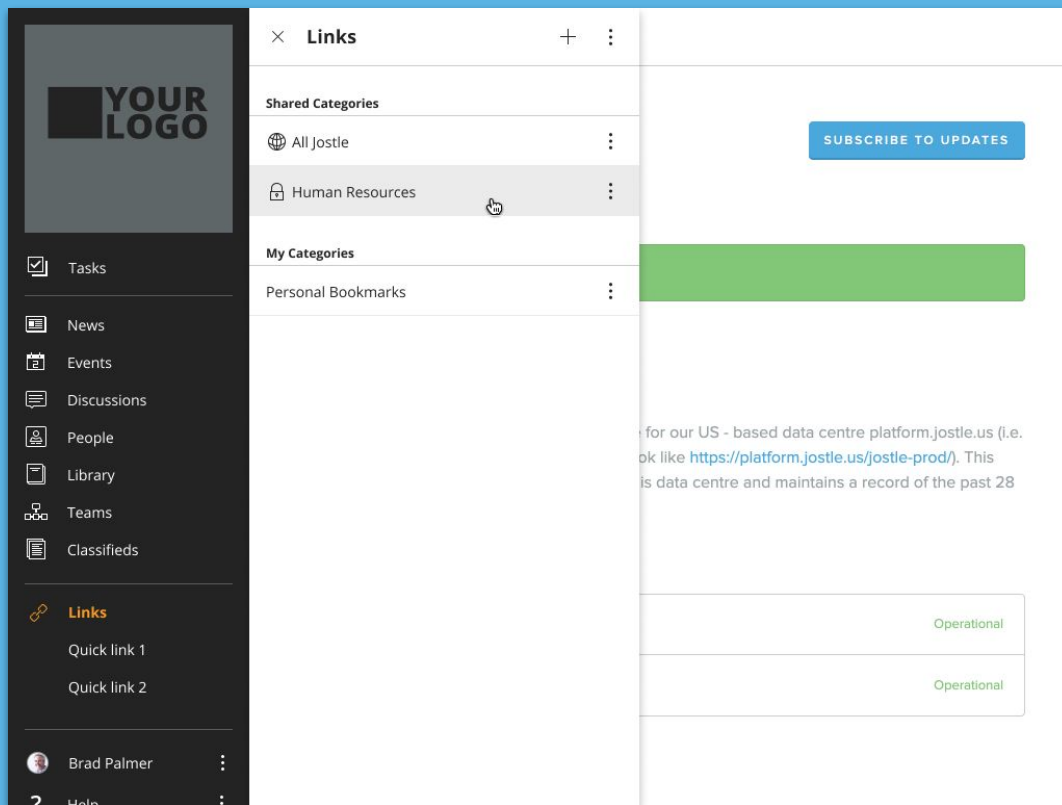 YOUR
LOGO
Tasks
News
Events
Discussions
People
Library
Teams
Classifieds
Links
Quick link 1
Quick link 2
Brad Palmer
? Help
Links
Shared Categories
All Jostle
Human Resources
My Categories
Personal Bookmarks
SUBSCRIBE TO UPDATES
for our US - based data centre platform.jostle.us (i.e.
ok like https://platform.jostle.us/jostle-prod/). This
is data centre and maintains a record of the past 28
Operational
Operational